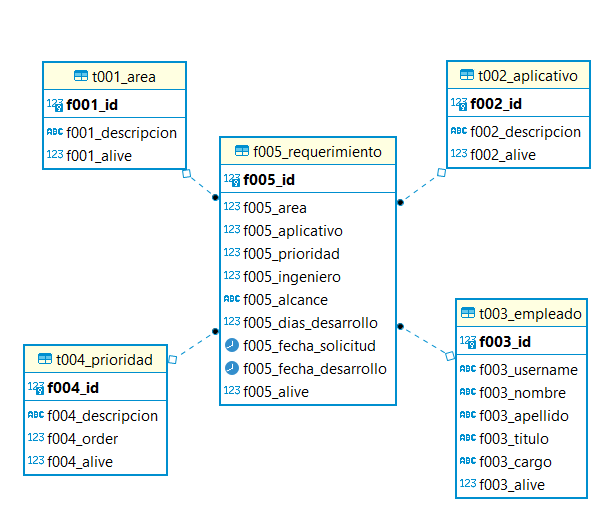 t001_area
123 f001_id
ABC f001_descripcion
123 f001_alive
t002_aplicativo
123 f002_id
ABC f002_descripcion
123 f002_alive
f005_requerimiento
123 f005_id
123 f005_area
123 f005_aplicativo
123 f005_prioridad
123 f005_ingeniero
ABC f005_alcance
123 f005_dias_desarrollo
f005_fecha_solicitud
f005_fecha_desarrollo
123 f005_alive
t004_prioridad
123 f004_id
ABC f004_descripcion
123 f004_order
123 f004_alive
t003_empleado
123 f003_id
ABC f003_username
ABC f003_nombre
ABC f003_apellido
ABC f003_titulo
ABC f003_cargo
123 f003_alive